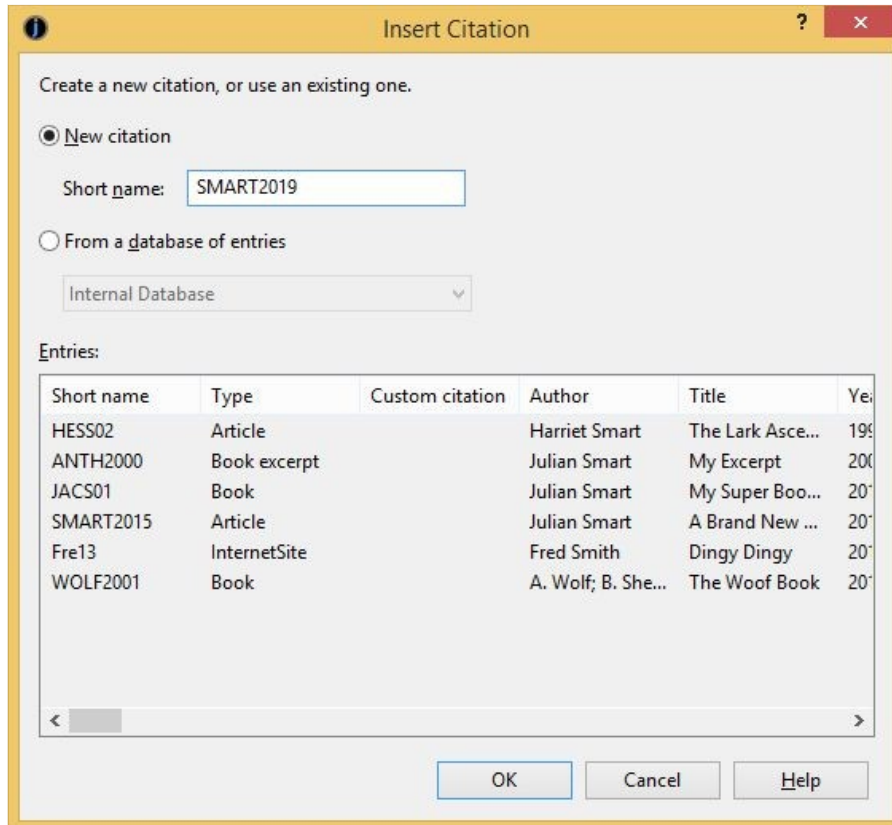 Insert Citation
Create a new citation, or use an existing one.
New citation
Short name: SMART2019
From a database of entries
Internal Database
Entries:
Short name Type Custom citation Author Title
HESS02 Article Harriet Smart The Lark Asce...
ANTH2000 Book excerpt Julian Smart My Excerpt
JACS01 Book Julian Smart My Super Boo...
SMART2015 Article Julian Smart A Brand New ...
Fre13 InternetSite Fred Smith Dingy Dingy
WOLF2001 Book A. Wolf; B. She... The Woof Book
OK Cancel Help